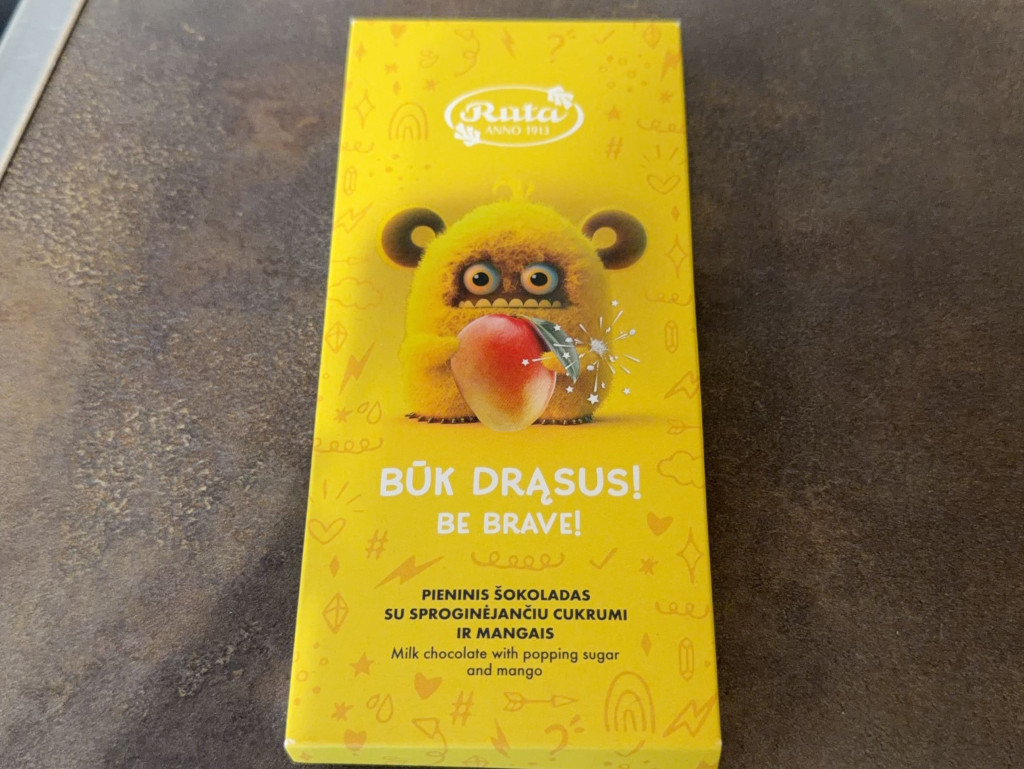 Rūta
ANNO 1913
BŪK DRĄSUS!
BE BRAVE!
PIENINIS ŠOKOLADAS
SU SPROGINĖJANČIU CUKRUMI
IR MANGAIS
Milk chocolate with popping sugar
and mango